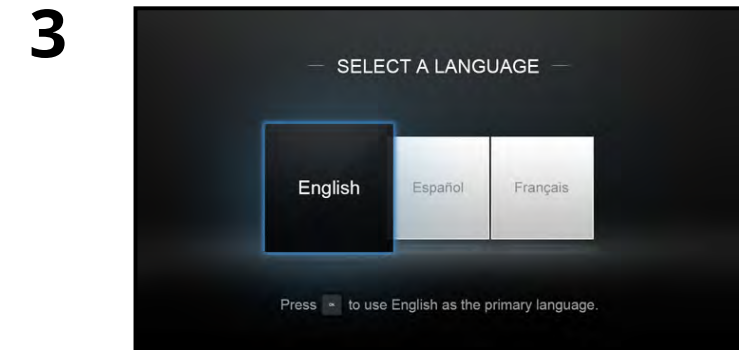 3
SELECT A LANGUAGE
English Español Français
Press to use English as the primary language.